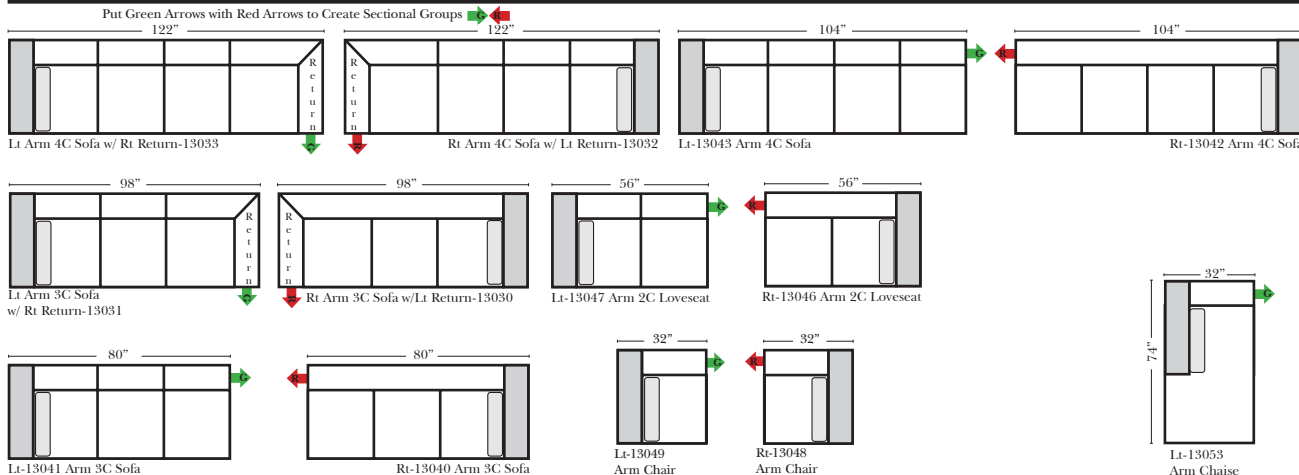 Put Green Arrows with Red Arrows to Create Sectional Groups G R
122” 122” 104” 104”
Return Return G R
G R
Lt Arm 4C Sofa w/ Rt Return-13033 Rt Arm 4C Sofa w/ Lt Return-13032 Lt-13043 Arm 4C Sofa Rt-13042 Arm 4C Sofa
98” 98” 56” 56”
Return Return G R
G R
Lt Arm 3C Sofa Rt Arm 3C Sofa w/Lt Return-13030 Lt-13047 Arm 2C Loveseat Rt-13046 Arm 2C Loveseat
w/ Rt Return-13031
32”
G
74”
80” 80” 32” 32”
G R G R
Lt-13041 Arm 3C Sofa Rt-13040 Arm 3C Sofa
Lt-13049 Rt-13048 Lt-13053
Arm Chair Arm Chair Arm Chaise